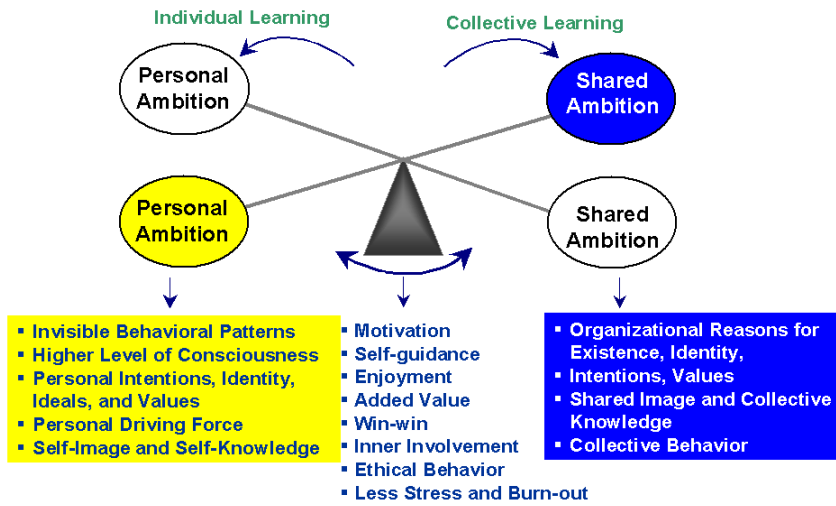 Individual Learning
Collective Learning
Personal
Ambition
Shared
Ambition
Personal
Ambition
Shared
Ambition
▪ Invisible Behavioral Patterns
▪ Higher Level of Consciousness
▪ Personal Intentions, Identity,
Ideals, and Values
▪ Personal Driving Force
▪ Self-Image and Self-Knowledge
▪ Motivation
▪ Self-guidance
▪ Enjoyment
▪ Added Value
▪ Win-win
▪ Inner Involvement
▪ Ethical Behavior
▪ Less Stress and Burn-out
▪ Organizational Reasons for
Existence, Identity,
▪ Intentions, Values
▪ Shared Image and Collective
Knowledge
▪ Collective Behavior